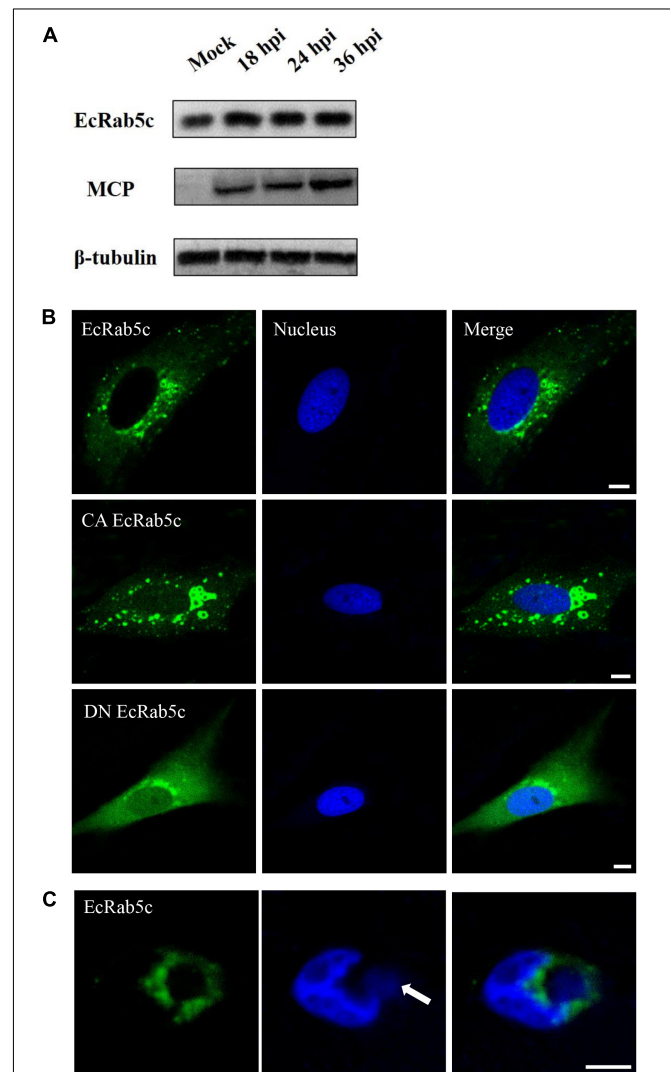 A
Mock 18 hpi 24 hpi 36 hpi
EcRab5c
MCP
β-tubulin
B
EcRab5c Nucleus Merge
CA EcRab5c
DN EcRab5c
C
EcRab5c